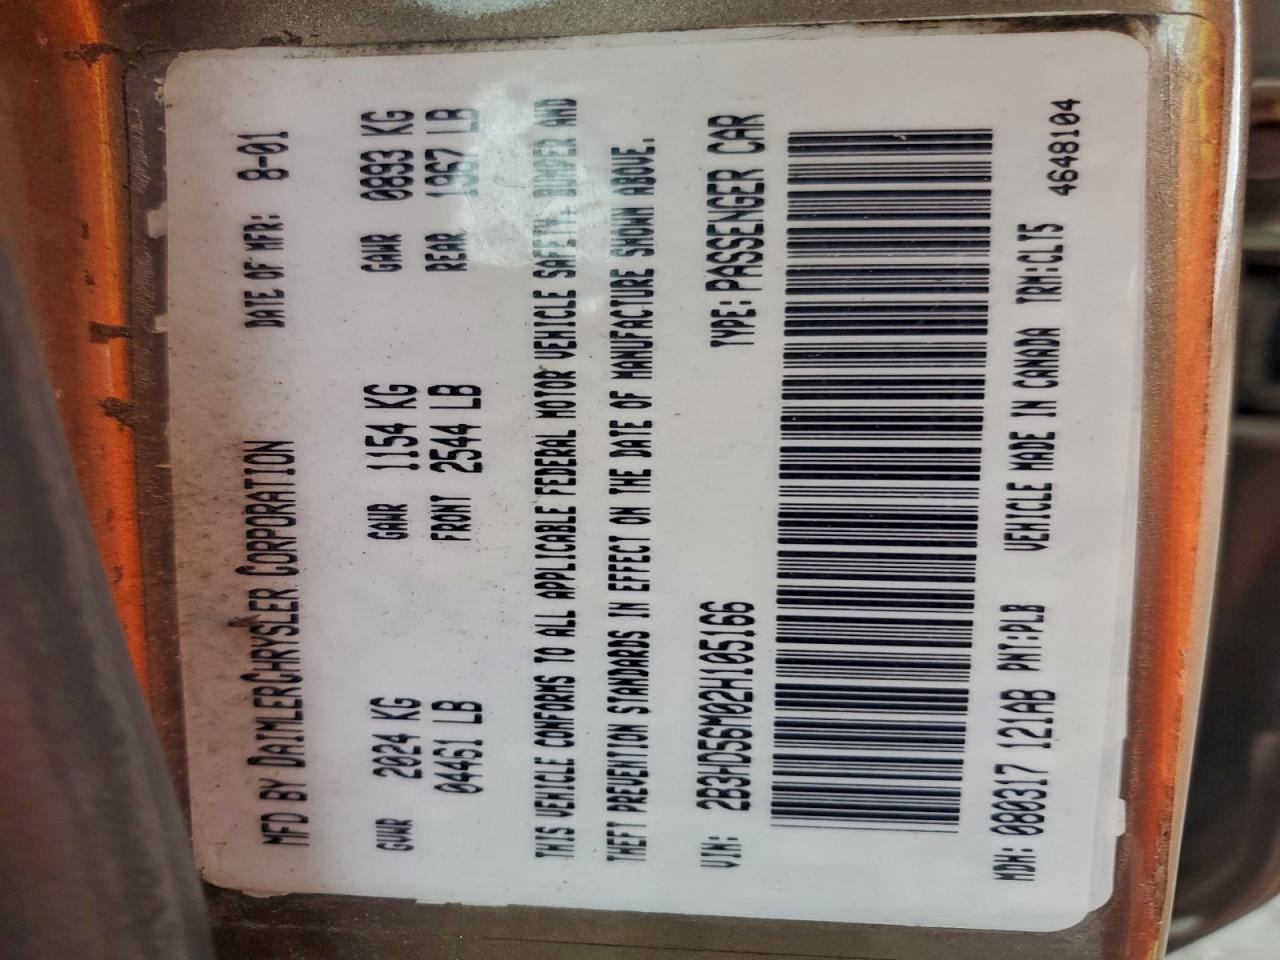 MFD BY DAIMLERCHRYSLER CORPORATION DATE OF MFR: 8-01
GVWR 2024 KG GAWR 1154 KG GAWR 0893 KG
04461 LB FRONT 2544 LB REAR 1967 LB
THIS VEHICLE CONFORMS TO ALL APPLICABLE FEDERAL MOTOR VEHICLE SAFETY, BUMPER AND
THEFT PREVENTION STANDARDS IN EFFECT ON THE DATE OF MANUFACTURE SHOWN ABOVE.
VIN: 2B3HD56M02H105166 TYPE: PASSENGER CAR
MDH: 080317 121AB PNT:PLB VEHICLE MADE IN CANADA TRM:CLT5
4648104